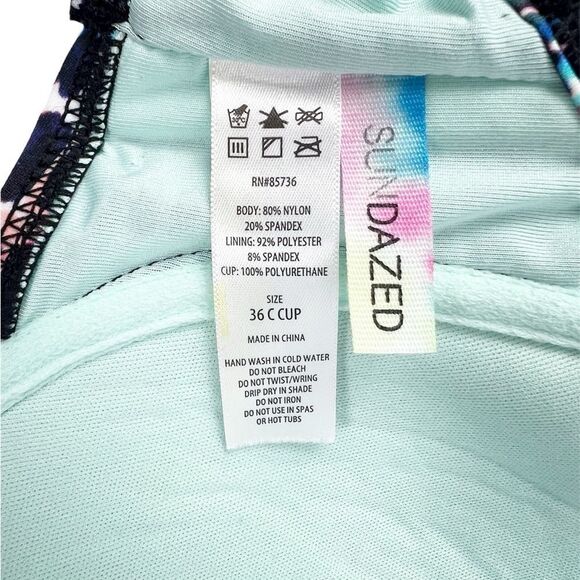 RN#85736
BODY: 80% NYLON
20% SPANDEX
LINING: 92% POLYESTER
8% SPANDEX
CUP: 100% POLYURETHANE
SIZE
36 C CUP
MADE IN CHINA
HAND WASH IN COLD WATER
DO NOT BLEACH
DO NOT TWIST/WRING
DRIP DRY IN SHADE
DO NOT IRON
DO NOT USE IN SPAS
OR HOT TUBS
SUNDAZED